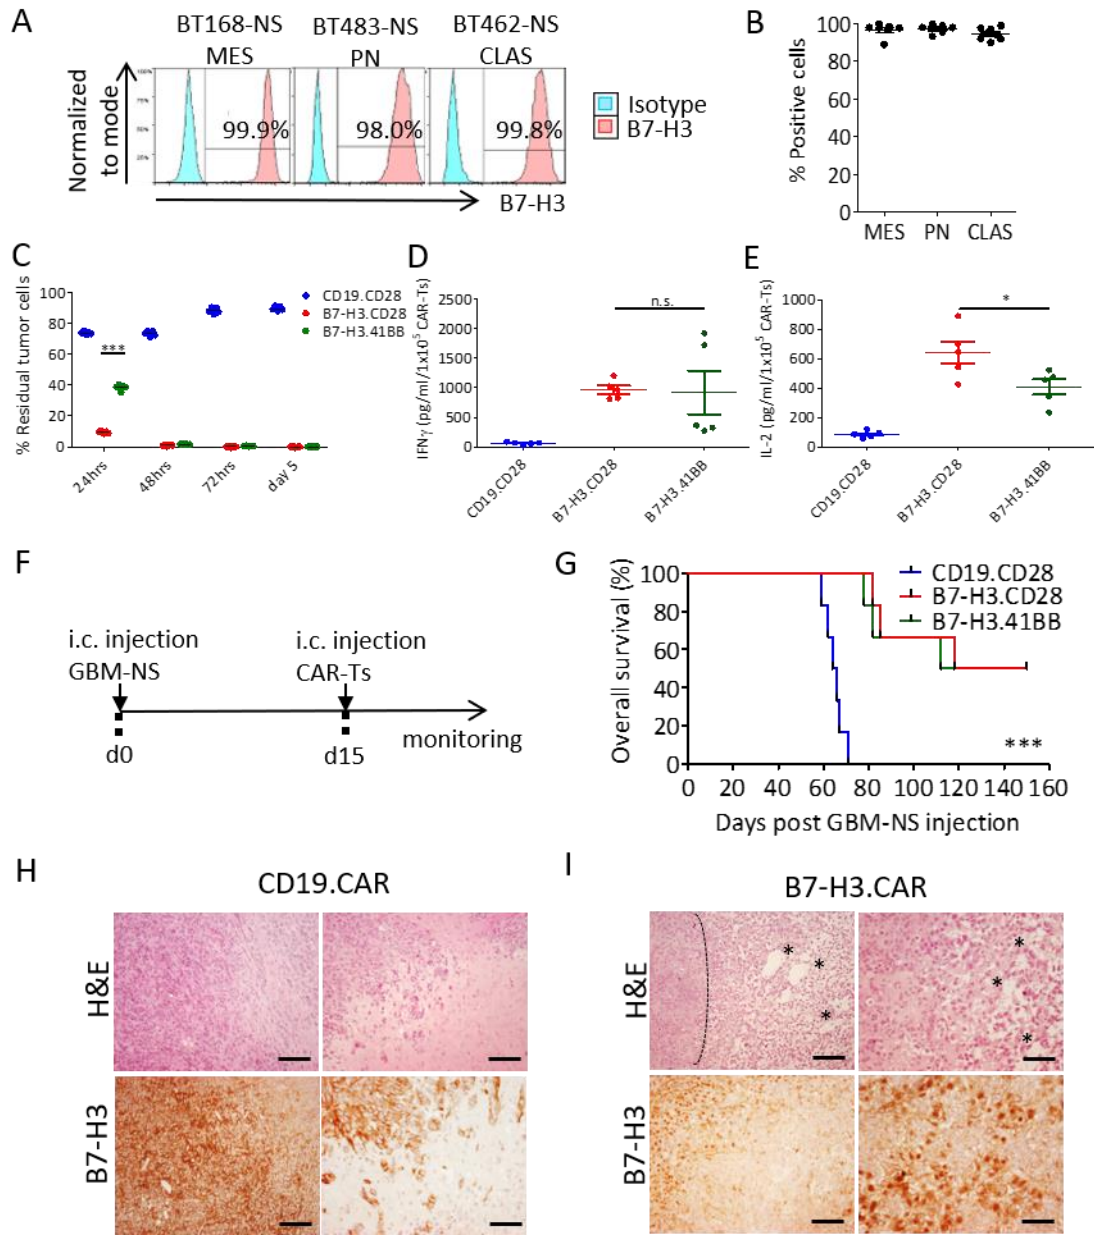 A
BT168-NS
MES
BT483-NS
PN
BT462-NS
CLAS
Normalized
to mode
100%
75%
50%
25%
99.9%
98.0%
99.8%
Isotype
B7-H3
B7-H3
B
% Positive cells
100
80
60
40
20
0
MES PN CLAS
C
% Residual tumor cells
100
80
60
40
20
0
***
CD19.CD28
B7-H3.CD28
B7-H3.41BB
24hrs
48hrs
72hrs
day 5
D
IFNγ (pg/ml/1x10⁵ CAR-Ts)
2500
2000
1500
1000
500
0
n.s.
CD19.CD28
B7-H3.CD28
B7-H3.41BB
E
IL-2 (pg/ml/1x10⁵ CAR-Ts)
1000
800
600
400
200
0
*
CD19.CD28
B7-H3.CD28
B7-H3.41BB
F
i.c. injection
GBM-NS
i.c. injection
CAR-Ts
d0
d15
monitoring
G
Overall survival (%)
100
80
60
40
20
0
CD19.CD28
B7-H3.CD28
B7-H3.41BB
***
0 20 40 60 80 100 120 140 160
Days post GBM-NS injection
H
CD19.CAR
H&E
B7-H3
I
B7-H3.CAR
H&E
* * *
* * *
B7-H3